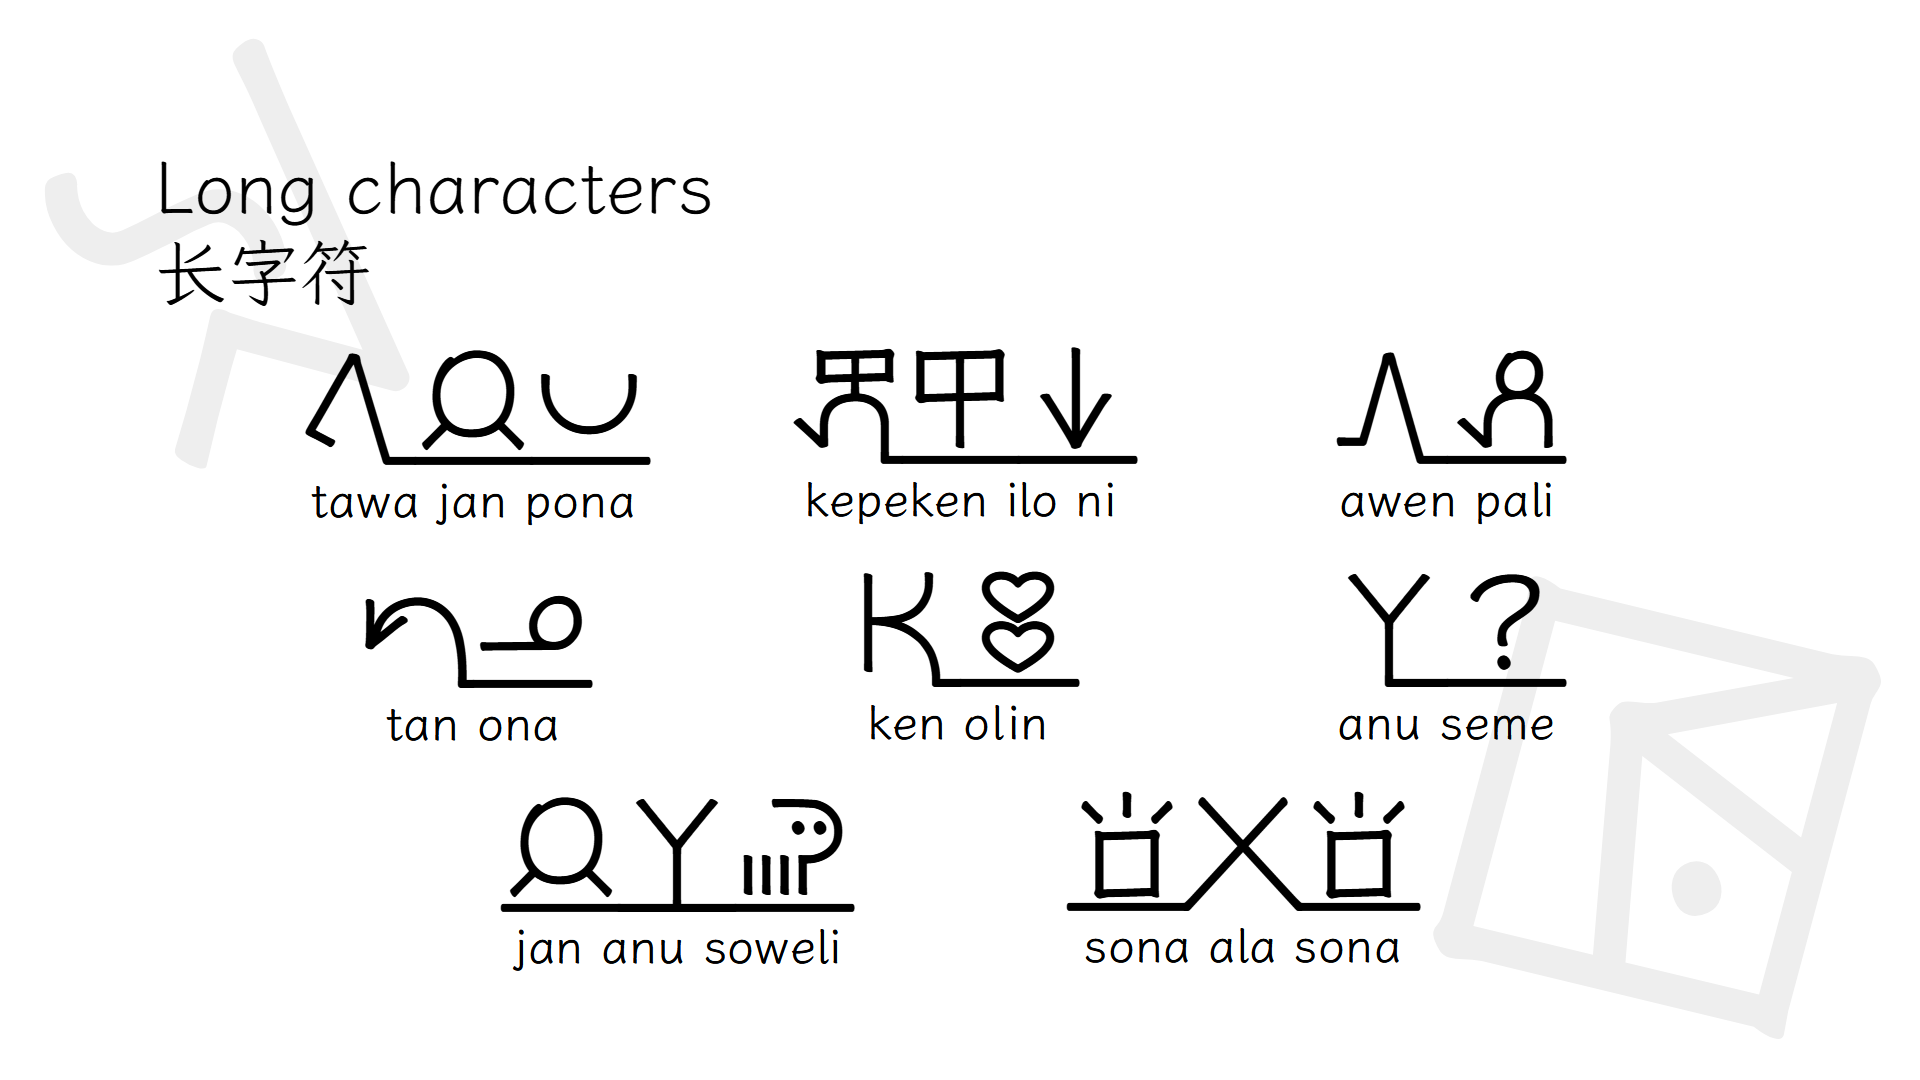 Long characters
长字符
tawa jan pona
kepeken ilo ni
awen pali
tan ona
ken olin
anu seme
jan anu soweli
sona ala sona